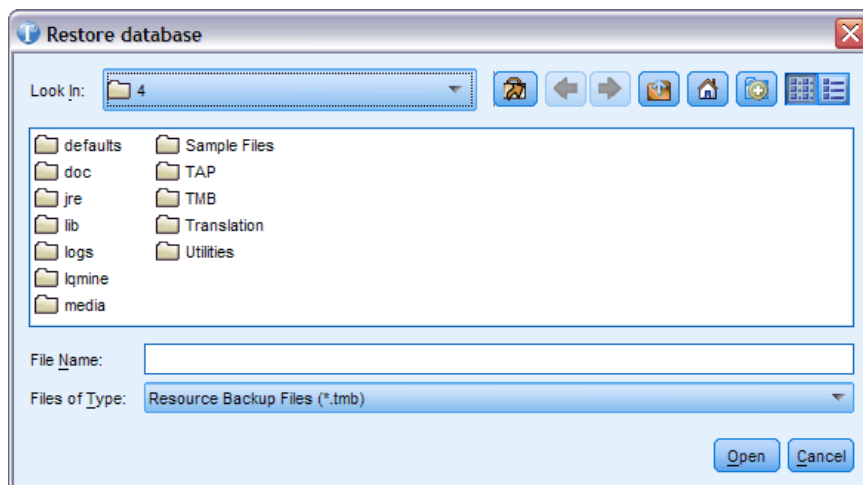 Restore database
Look In: 4
defaults
doc
jre
lib
logs
lqmine
media
Sample Files
TAP
TMB
Translation
Utilities
File Name:
Files of Type: Resource Backup Files (*.tmb)
Open Cancel